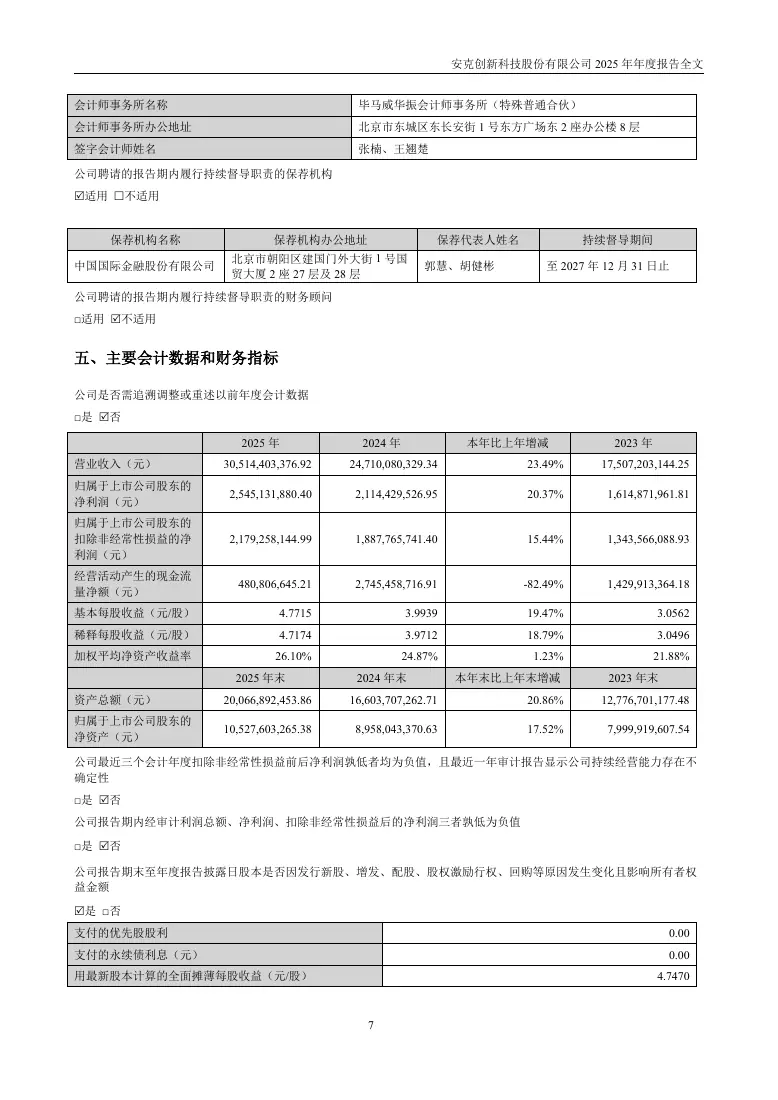 安克创新科技股份有限公司 2025 年年度报告全文
会计师事务所名称 毕马威华振会计师事务所（特殊普通合伙）
会计师事务所办公地址 北京市东城区东长安街 1 号东方广场东 2 座办公楼 8 层
签字会计师姓名 张楠、王翘楚
公司聘请的报告期内履行持续督导职责的保荐机构
☑适用 ☐不适用
保荐机构名称 保荐机构办公地址 保荐代表人姓名 持续督导期间
中国国际金融股份有限公司 北京市朝阳区建国门外大街 1 号国
贸大厦 2 座 27 层及 28 层 郭慧、胡健彬 至 2027 年 12 月 31 日止
公司聘请的报告期内履行持续督导职责的财务顾问
□适用 ☑不适用
五、主要会计数据和财务指标
公司是否需追溯调整或重述以前年度会计数据
□是 ☑否
2025 年 2024 年 本年比上年增减 2023 年
营业收入（元） 30,514,403,376.92 24,710,080,329.34 23.49% 17,507,203,144.25
归属于上市公司股东的
净利润（元） 2,545,131,880.40 2,114,429,526.95 20.37% 1,614,871,961.81
归属于上市公司股东的
扣除非经常性损益的净
利润（元） 2,179,258,144.99 1,887,765,741.40 15.44% 1,343,566,088.93
经营活动产生的现金流
量净额（元） 480,806,645.21 2,745,458,716.91 -82.49% 1,429,913,364.18
基本每股收益（元/股） 4.7715 3.9939 19.47% 3.0562
稀释每股收益（元/股） 4.7174 3.9712 18.79% 3.0496
加权平均净资产收益率 26.10% 24.87% 1.23% 21.88%
2025 年末 2024 年末 本年末比上年末增减 2023 年末
资产总额（元） 20,066,892,453.86 16,603,707,262.71 20.86% 12,776,701,177.48
归属于上市公司股东的
净资产（元） 10,527,603,265.38 8,958,043,370.63 17.52% 7,999,919,607.54
公司最近三个会计年度扣除非经常性损益前后净利润孰低者均为负值，且最近一年审计报告显示公司持续经营能力存在不
确定性
□是 ☑否
公司报告期内经审计利润总额、净利润、扣除非经常性损益后的净利润三者孰低为负值
□是 ☑否
公司报告期末至年度报告披露日股本是否因发行新股、增发、配股、股权激励行权、回购等原因发生变化且影响所有者权
益金额
☑是 □否
支付的优先股股利 0.00
支付的永续债利息（元） 0.00
用最新股本计算的全面摊薄每股收益（元/股） 4.7470
7